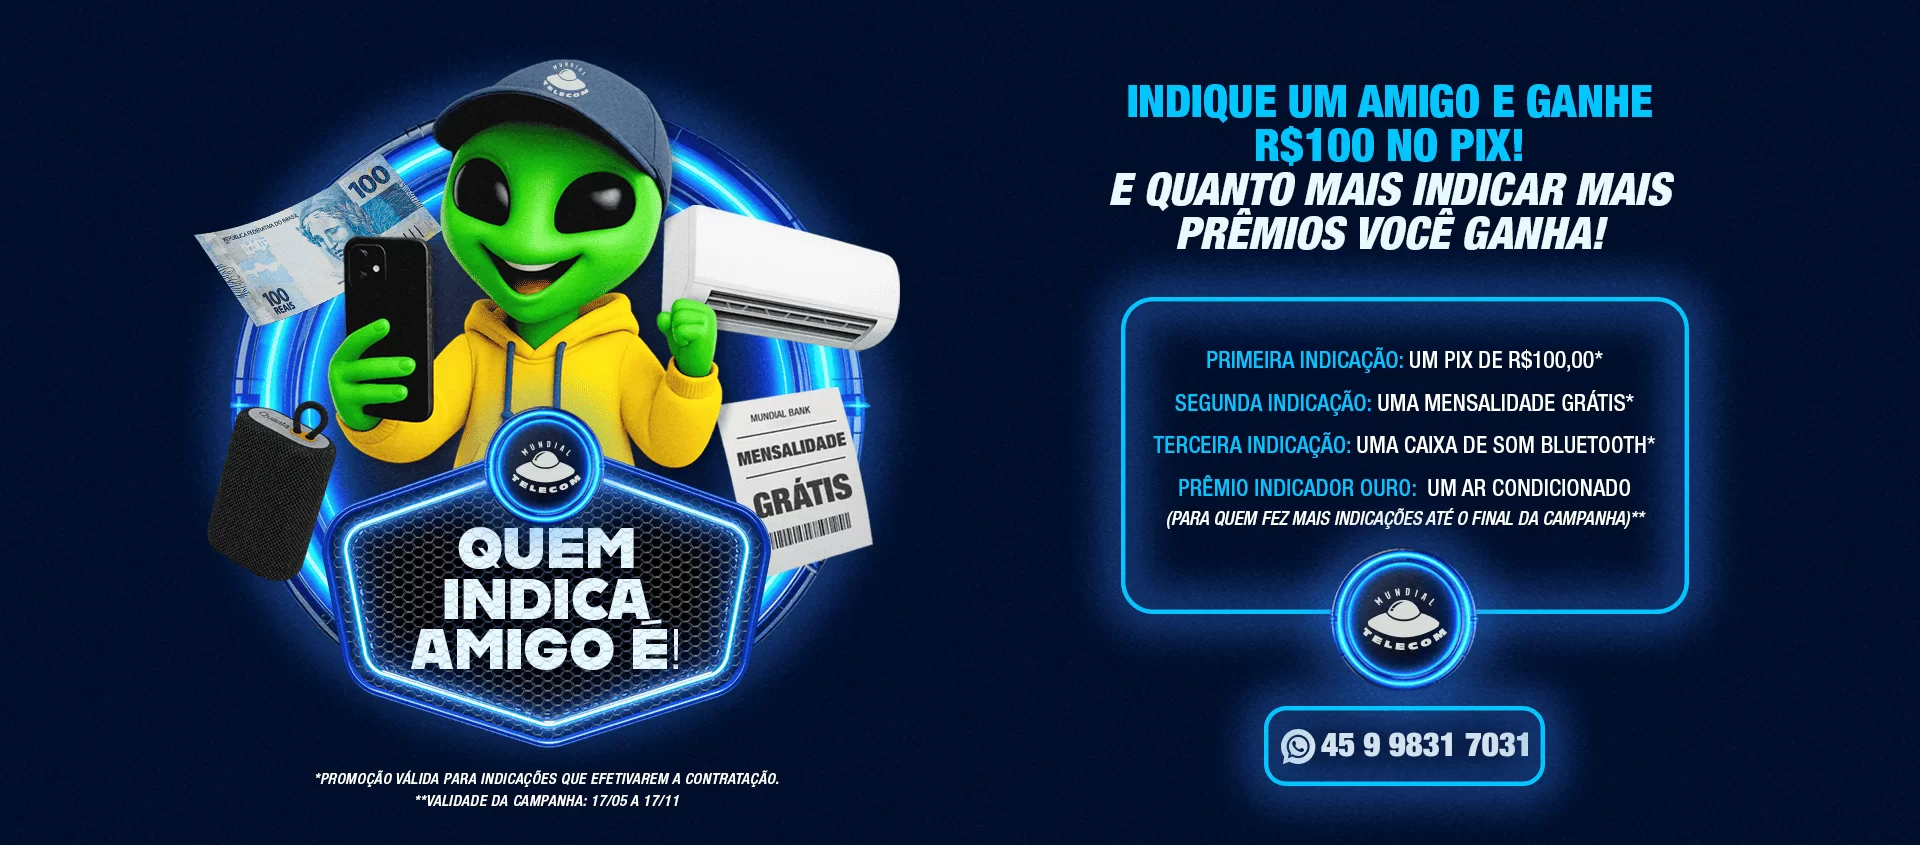 MUNDIAL
TELECOM
100
REPÚBLICA FEDERATIVA DO BRASIL
100
REAIS
MUNDIAL BANK
MENSALIDADE
GRÁTIS
MUNDIAL
TELECOM
QUEM
INDICA
AMIGO É!
*PROMOÇÃO VÁLIDA PARA INDICAÇÕES QUE EFETIVAREM A CONTRATAÇÃO.
**VALIDADE DA CAMPANHA: 17/05 A 17/11
INDIQUE UM AMIGO E GANHE
R$100 NO PIX!
E QUANTO MAIS INDICAR MAIS
PRÊMIOS VOCÊ GANHA!
PRIMEIRA INDICAÇÃO: UM PIX DE R$100,00*
SEGUNDA INDICAÇÃO: UMA MENSALIDADE GRÁTIS*
TERCEIRA INDICAÇÃO: UMA CAIXA DE SOM BLUETOOTH*
PRÊMIO INDICADOR OURO: UM AR CONDICIONADO
(PARA QUEM FEZ MAIS INDICAÇÕES ATÉ O FINAL DA CAMPANHA)**
MUNDIAL
TELECOM
45 9 9831 7031